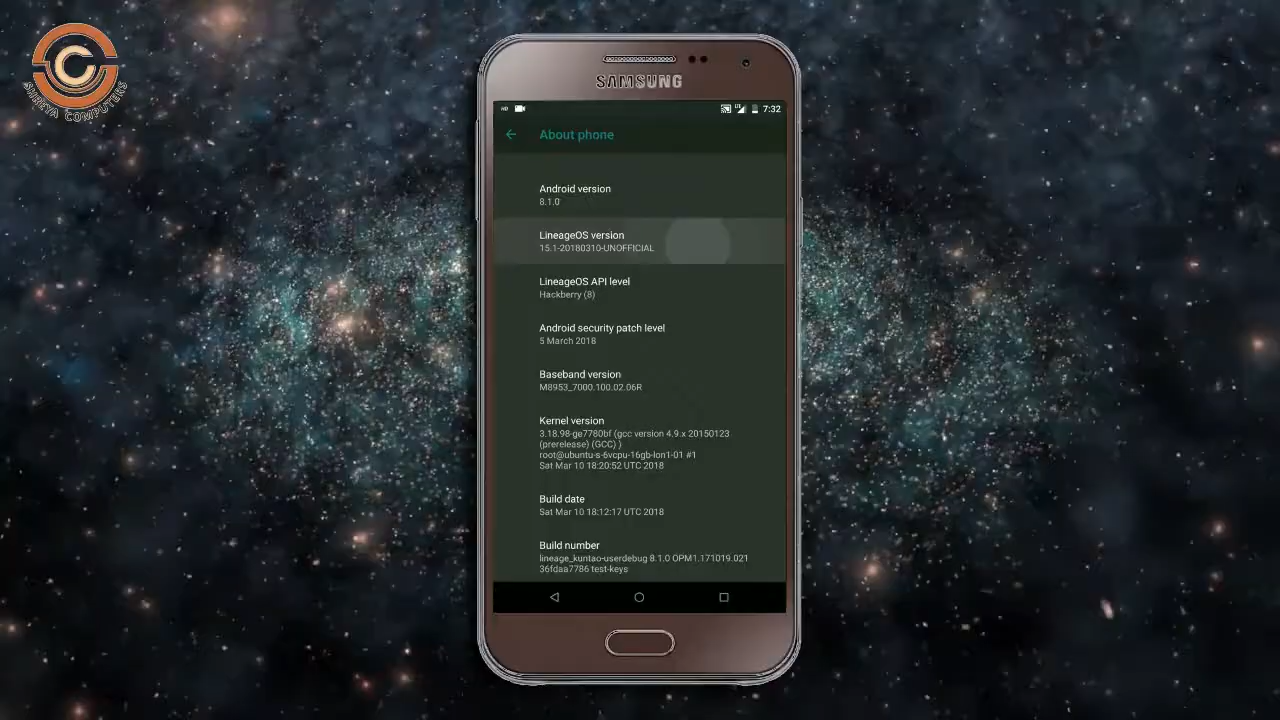 SHREYA COMPUTERS
SAMSUNG
HD
7:32
About phone
Android version
8.1.0
LineageOS version
15.1-20180310-UNOFFICIAL
LineageOS API level
Hackberry (8)
Android security patch level
5 March 2018
Baseband version
M8953_7000.100.02.06R
Kernel version
3.18.98-ge7780bf (gcc version 4.9.x 20150123
(prerelease) (GCC) )
root@ubuntu-s-6vcpu-16gb-lon1-01 #1
Sat Mar 10 18:20:52 UTC 2018
Build date
Sat Mar 10 18:12:17 UTC 2018
Build number
lineage_kuntao-userdebug 8.1.0 OPM1.171019.021
36fdaa7786 test-keys